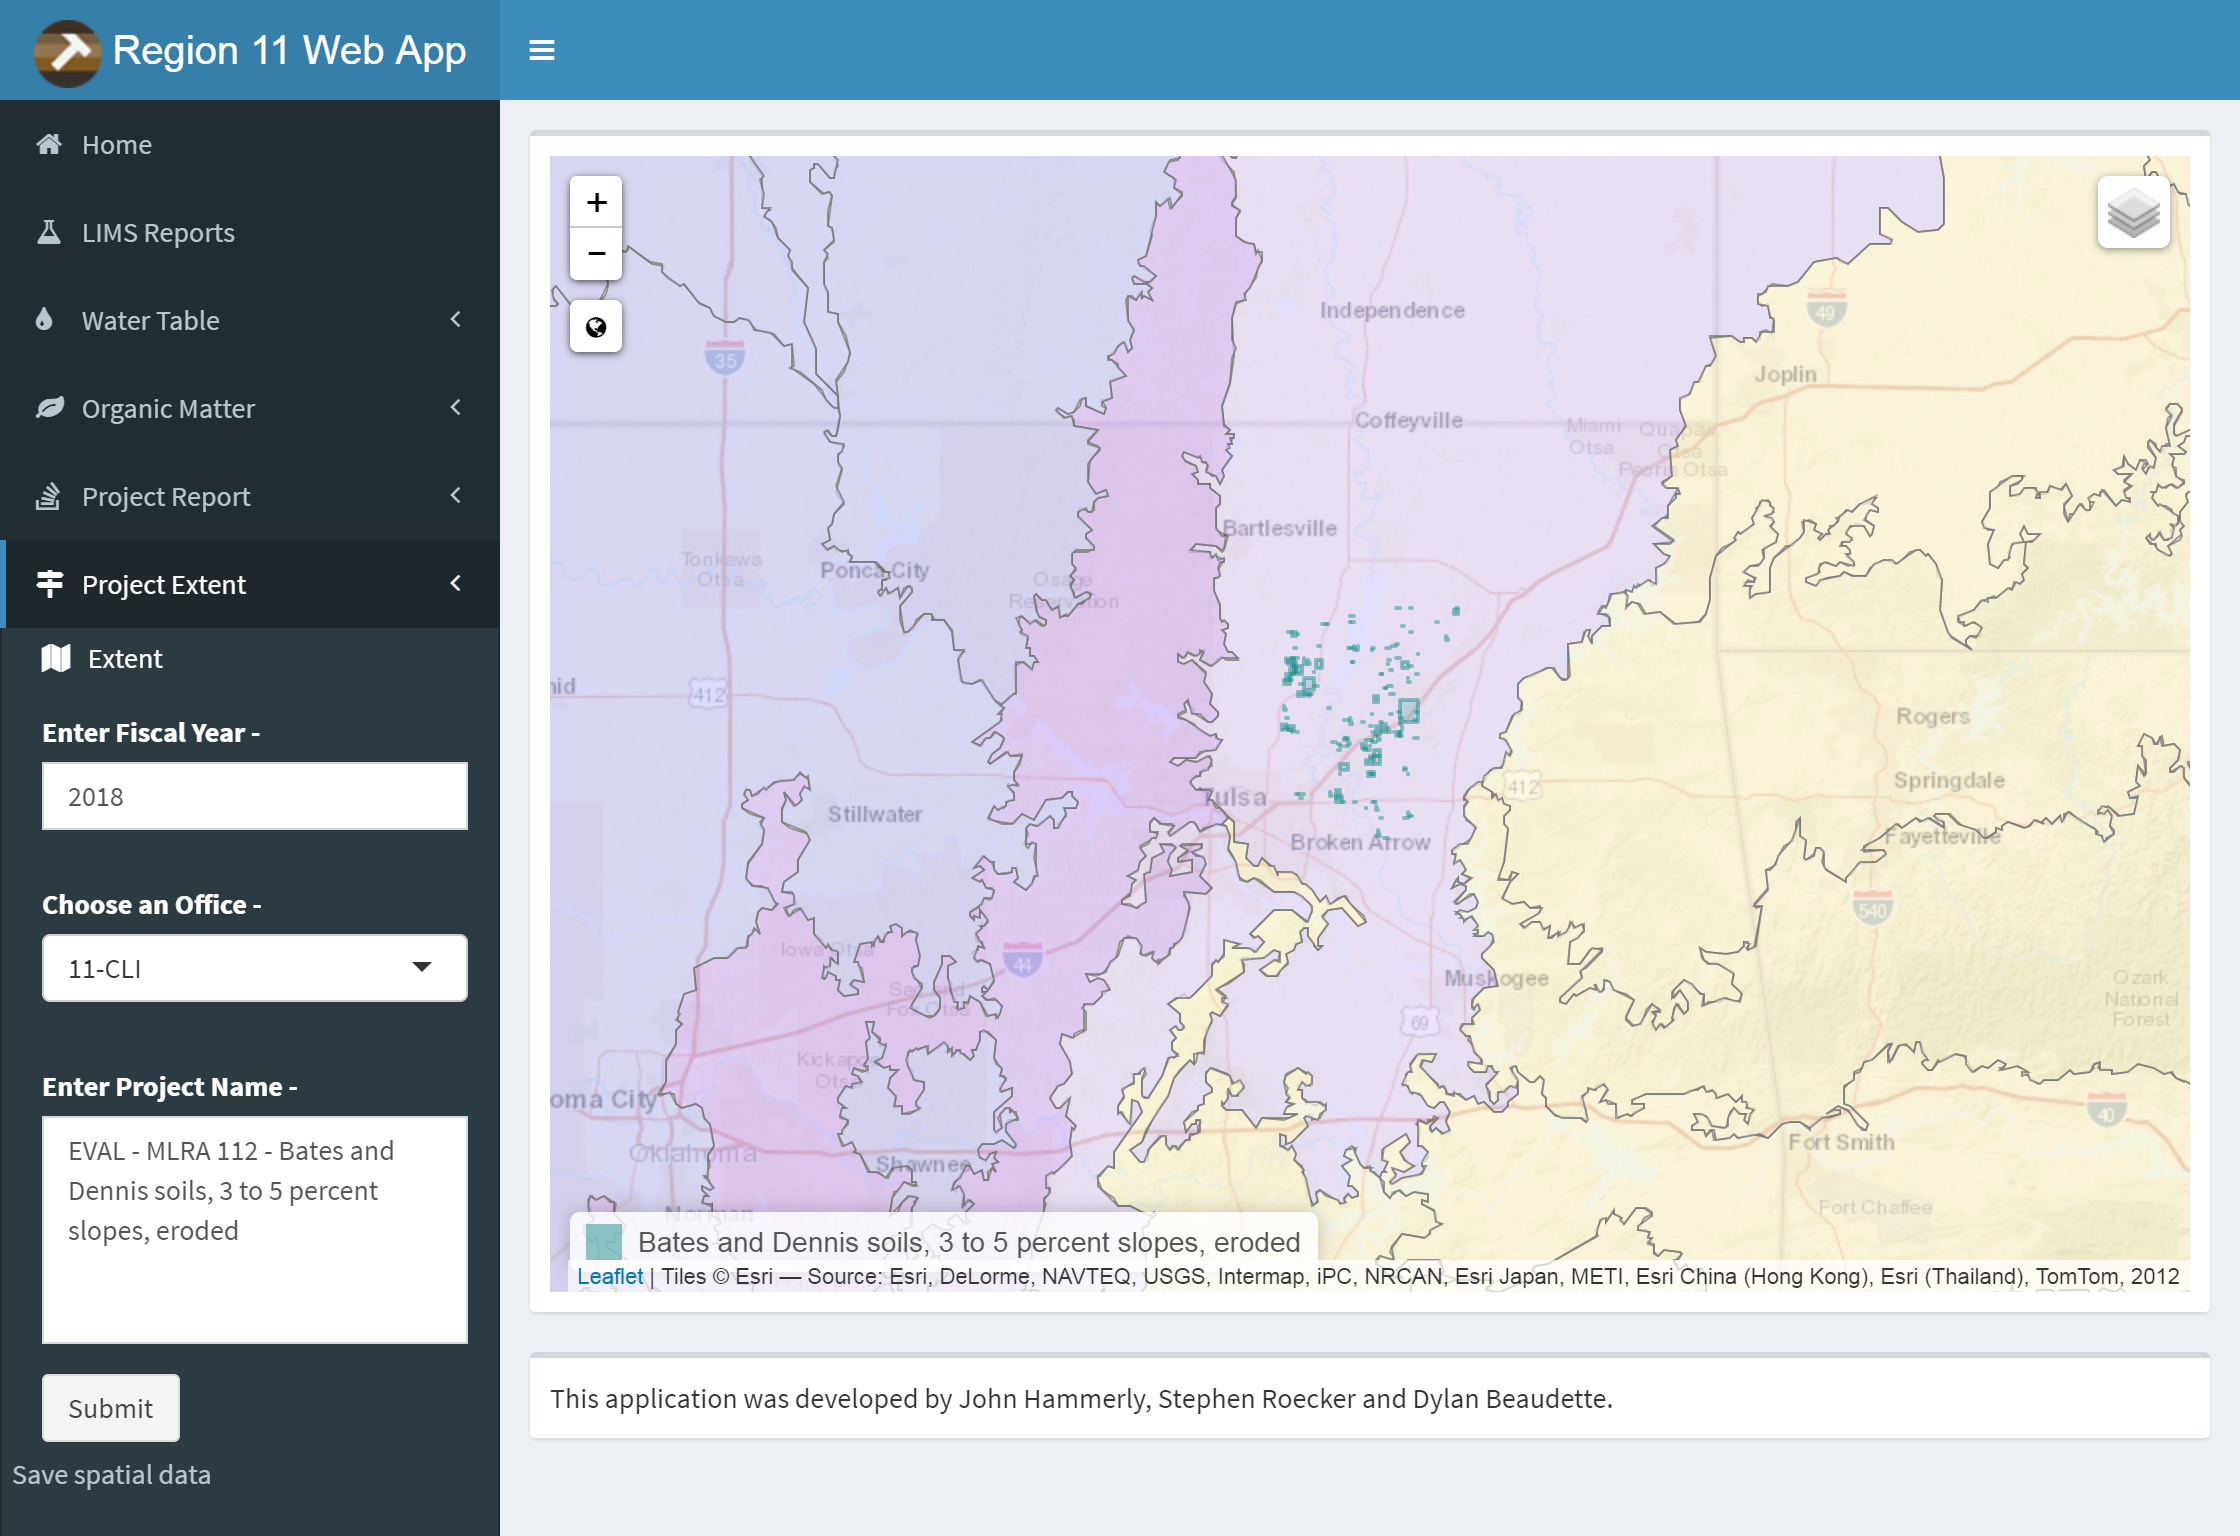 Region 11 Web App
Home
LIMS Reports
Water Table
Organic Matter
Project Report
Project Extent
Extent
Enter Fiscal Year -
2018
Choose an Office -
11-CLI
Enter Project Name -
EVAL - MLRA 112 - Bates and
Dennis soils, 3 to 5 percent
slopes, eroded
Submit
Save spatial data
+
−
Independence
49
35
Joplin
Coffeyville
Miami
Otsa
Quapaw
Otsa
Peoria Otsa
Bartlesville
Tonkawa
Otsa
Ponca City
Osage
Reservation
nid
412
Rogers
412
Springdale
Tulsa
Stillwater
Fayetteville
Broken Arrow
540
Iowa Otsa
44
Muskogee
Sac and
Fox Otsa
Ozark
National
Forest
69
Kickapoo
Otsa
oma City
40
Fort Smith
Oklahoma
Shawnee
Fort Chaffee
Norman
Bates and Dennis soils, 3 to 5 percent slopes, eroded
Leaflet | Tiles © Esri — Source: Esri, DeLorme, NAVTEQ, USGS, Intermap, iPC, NRCAN, Esri Japan, METI, Esri China (Hong Kong), Esri (Thailand), TomTom, 2012
This application was developed by John Hammerly, Stephen Roecker and Dylan Beaudette.